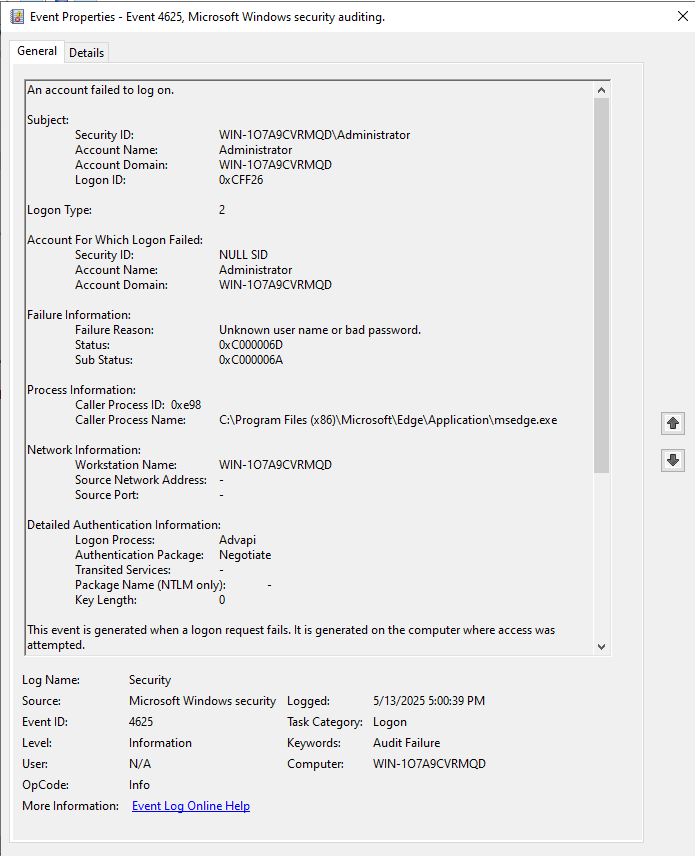 Event Properties - Event 4625, Microsoft Windows security auditing.
General Details
An account failed to log on.
Subject:
Security ID: WIN-1O7A9CVRMQD\Administrator
Account Name: Administrator
Account Domain: WIN-1O7A9CVRMQD
Logon ID: 0xCFF26
Logon Type: 2
Account For Which Logon Failed:
Security ID: NULL SID
Account Name: Administrator
Account Domain: WIN-1O7A9CVRMQD
Failure Information:
Failure Reason: Unknown user name or bad password.
Status: 0xC000006D
Sub Status: 0xC000006A
Process Information:
Caller Process ID: 0xe98
Caller Process Name: C:\Program Files (x86)\Microsoft\Edge\Application\msedge.exe
Network Information:
Workstation Name: WIN-1O7A9CVRMQD
Source Network Address: -
Source Port: -
Detailed Authentication Information:
Logon Process: Advapi
Authentication Package: Negotiate
Transited Services: -
Package Name (NTLM only): -
Key Length: 0
This event is generated when a logon request fails. It is generated on the computer where access was
attempted.
Log Name: Security
Source: Microsoft Windows security Logged: 5/13/2025 5:00:39 PM
Event ID: 4625 Task Category: Logon
Level: Information Keywords: Audit Failure
User: N/A Computer: WIN-1O7A9CVRMQD
OpCode: Info
More Information: Event Log Online Help